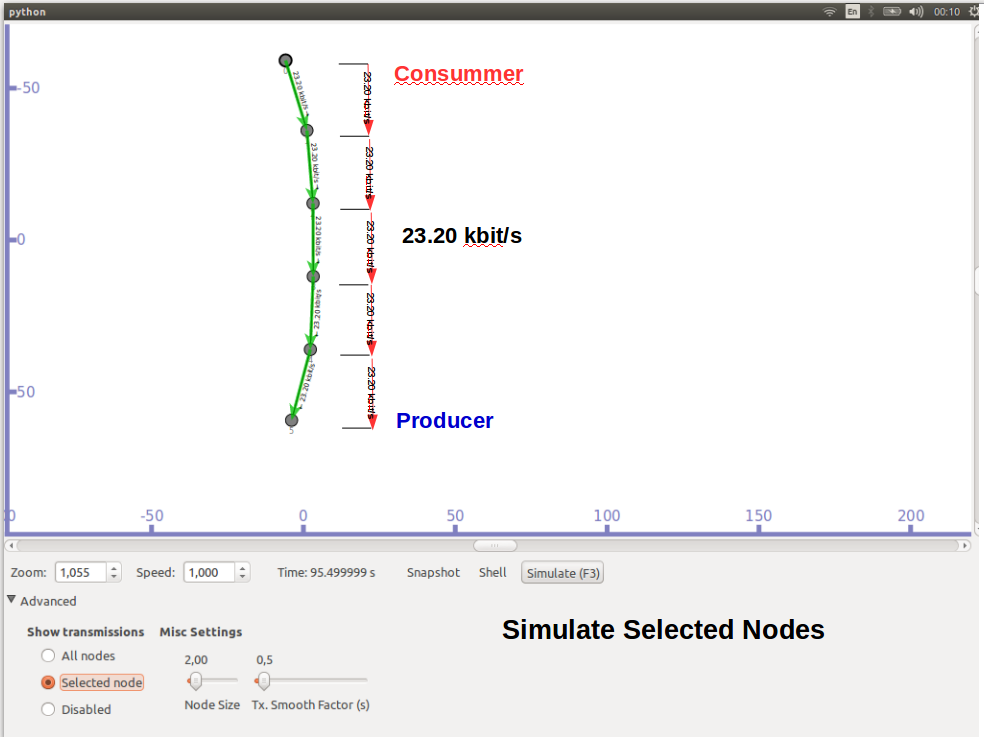 python
En
00:10
-50
0
50
0
5
23.20 kbit/s
23.20 kbit/s
23.20 kbit/s
23.20 kbit/s
23.20 kbit/s
23.20 kbit/s
23.20 kbit/s
23.20 kbit/s
23.20 kbit/s
23.20 kbit/s
Consummer
23.20 kbit/s
Producer
0 -50 0 50 100 150 200
Zoom: 1,055 Speed: 1,000 Time: 95.499999 s Snapshot Shell Simulate (F3)
Advanced
Simulate Selected Nodes
Show transmissions Misc Settings
All nodes 2,00 0,5
Selected node
Disabled Node Size Tx. Smooth Factor (s)